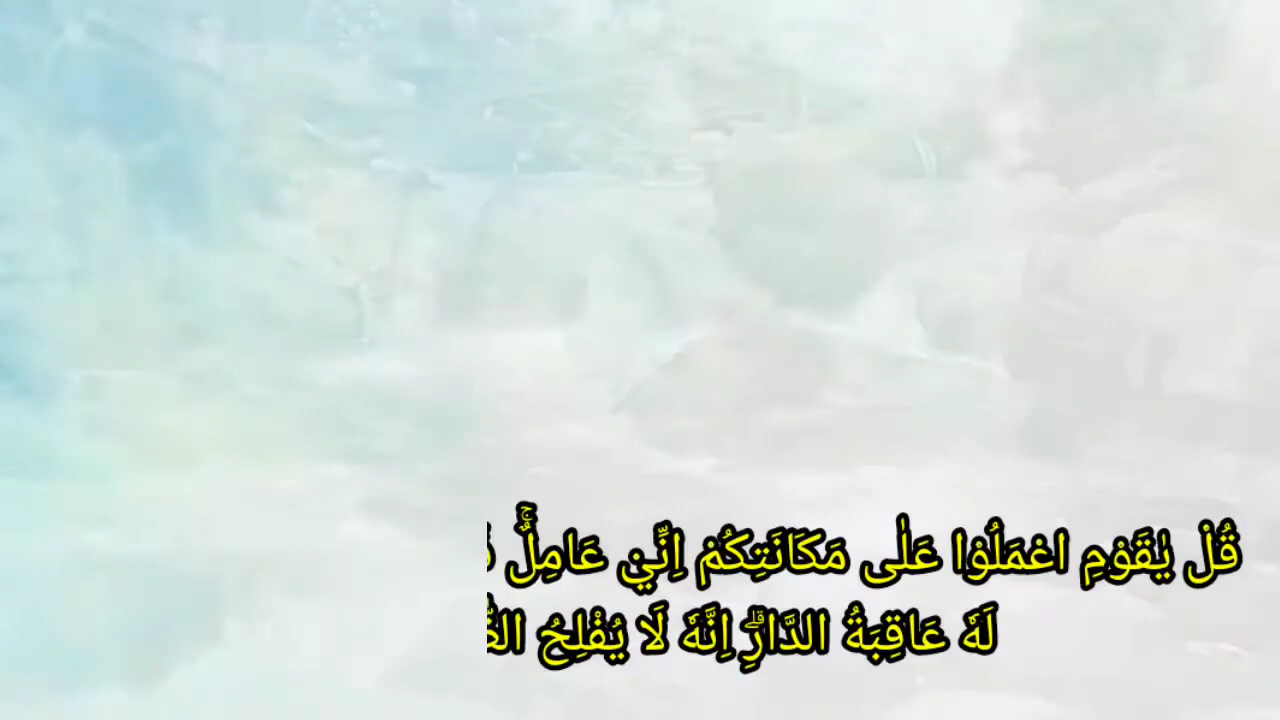 قُلْ يٰقَوْمِ اعْمَلُوْا عَلٰى مَكَانَتِكُمْ اِنِّيْ عَامِلٌۚ
لَهٗ عَاقِبَةُ الدَّارِۗ اِنَّهٗ لَا يُفْلِحُ